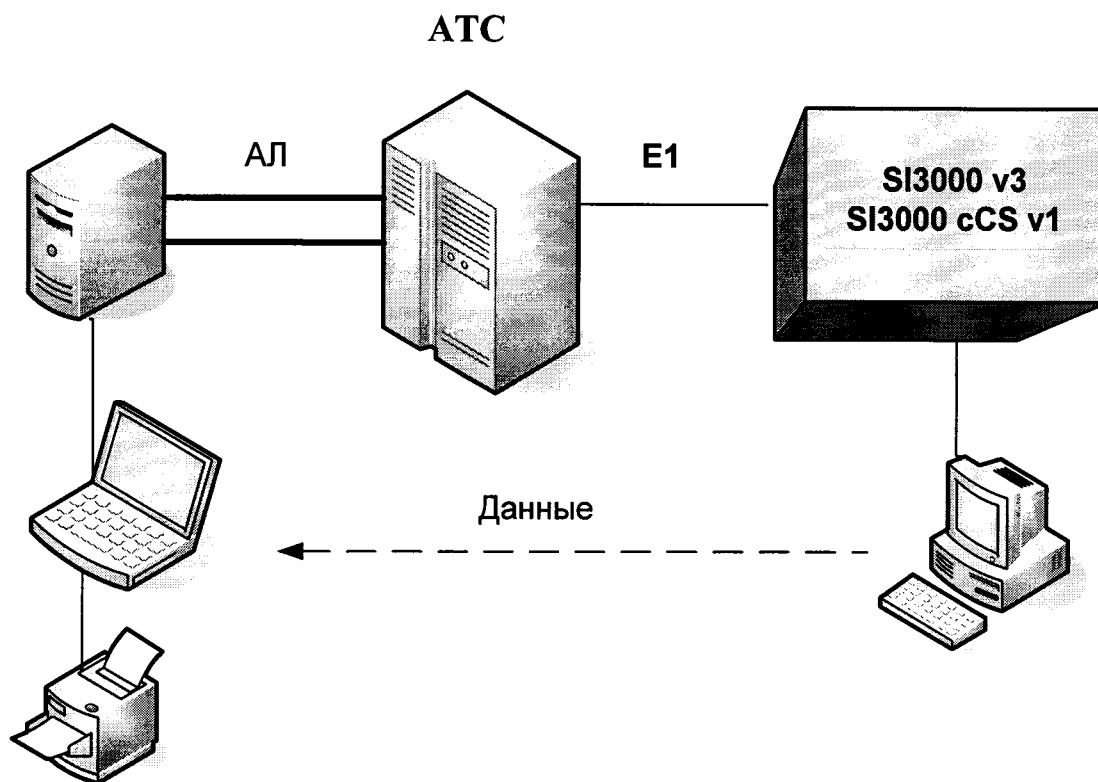 АТС
АЛ
E1
SI3000 v3
SI3000 cCS v1
Данные